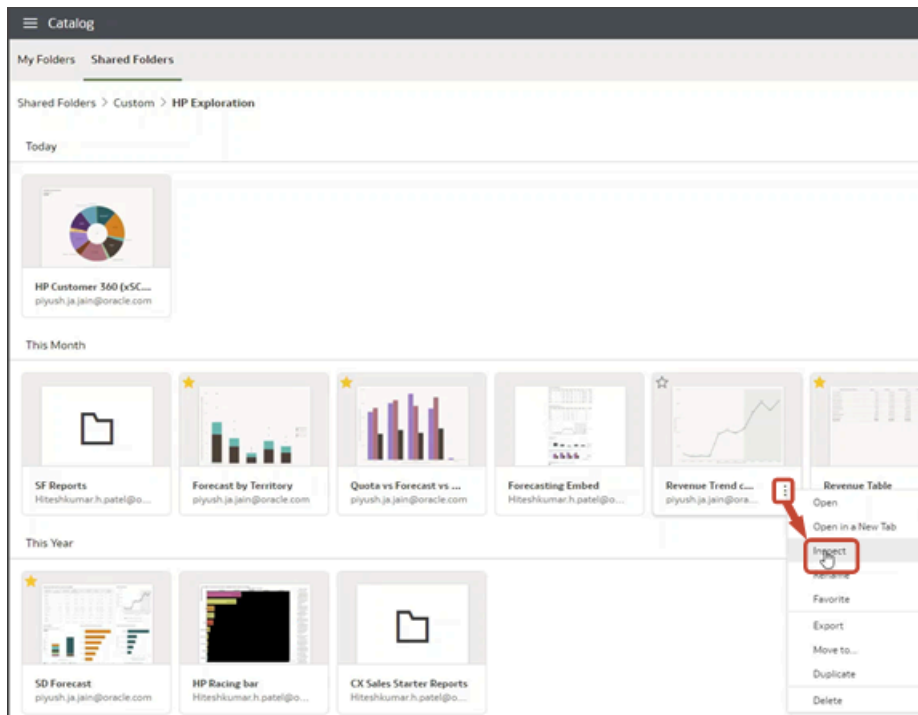 Catalog
My Folders Shared Folders
Shared Folders > Custom > HP Exploration
Today
HP Customer 360 (xSC...
piyush.ja.jain@oracle.com
This Month
SF Reports
Hiteshkumar.h.patel@o...
Forecast by Territory
piyush.ja.jain@oracle.com
Quota vs Forecast vs ...
piyush.ja.jain@oracle.com
Forecasting Embed
Hiteshkumar.h.patel@o...
Revenue Trend c...
piyush.ja.jain@ora...
Revenue Table
Open
Open in a New Tab
Inspect
Rename
Favorite
Export
Move to...
Duplicate
Delete
This Year
SD Forecast
piyush.ja.jain@oracle.com
HP Racing bar
Hiteshkumar.h.patel@o...
CX Sales Starter Reports
Hiteshkumar.h.patel@o...